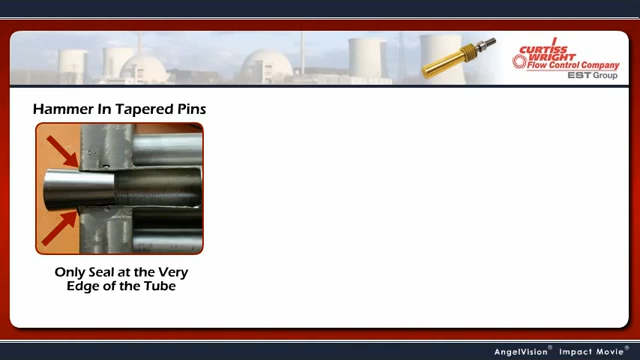 CURTISS
WRIGHT
Flow Control Company
EST Group
Hammer In Tapered Pins
Only Seal at the Very
Edge of the Tube
AngelVision® Impact Movie®